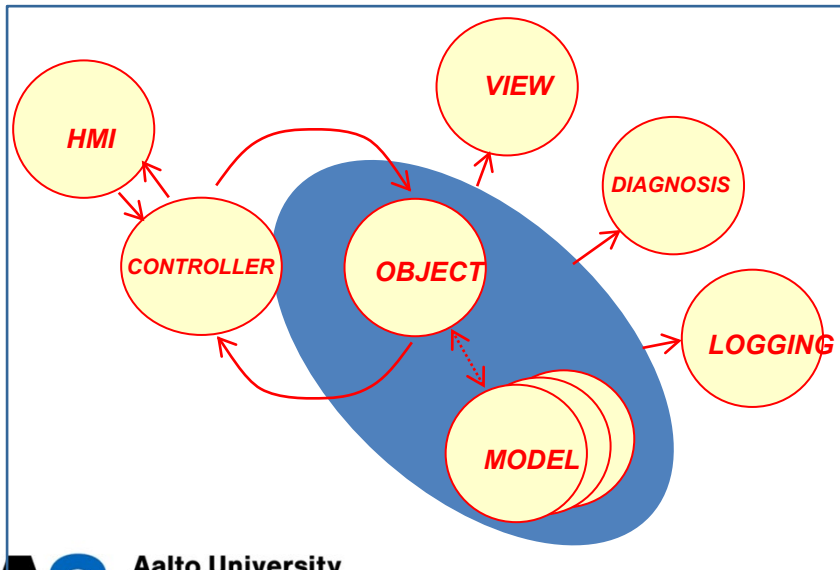 VIEW
HMI
DIAGNOSIS
CONTROLLER
OBJECT
LOGGING
MODEL
Aalto University